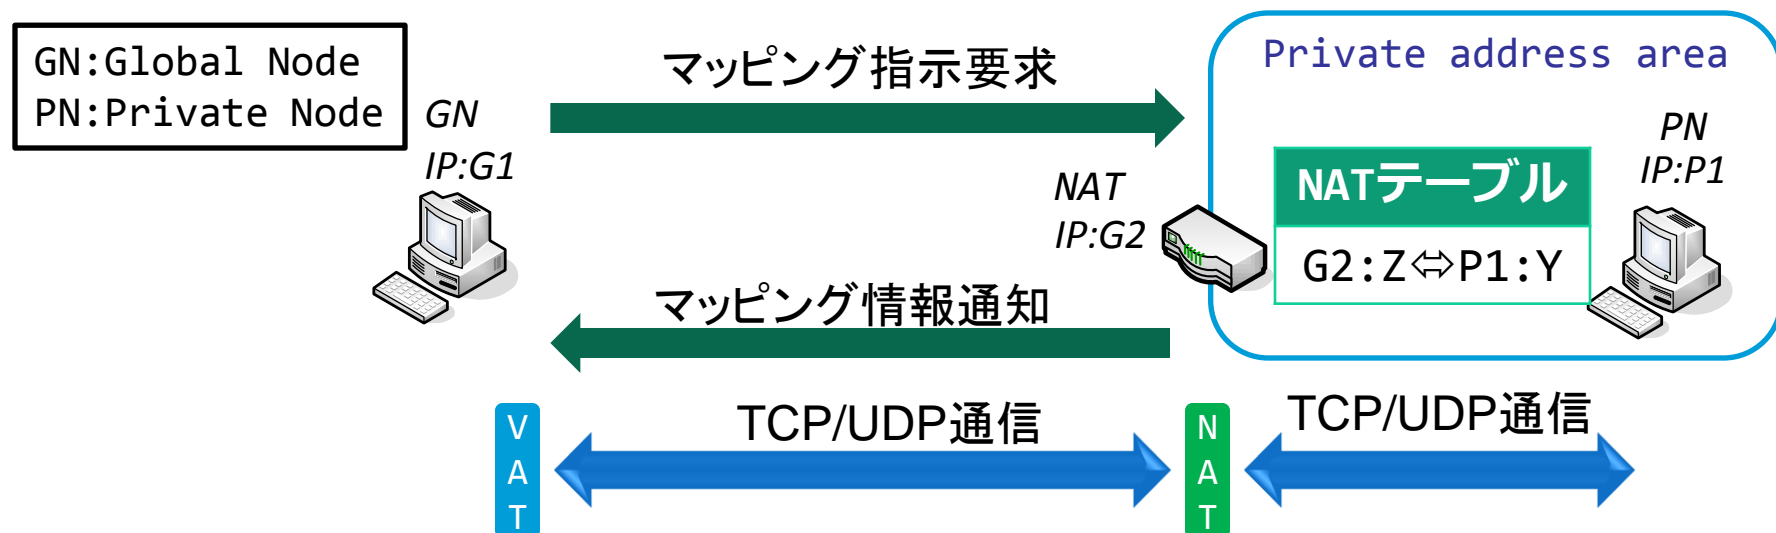 GN:Global Node
PN:Private Node
GN
IP:G1
マッピング指示要求
NAT
IP:G2
Private address area
NATテーブル
G2:Z⇔P1:Y
PN
IP:P1
マッピング情報通知
VAT
TCP/UDP通信
NAT
TCP/UDP通信